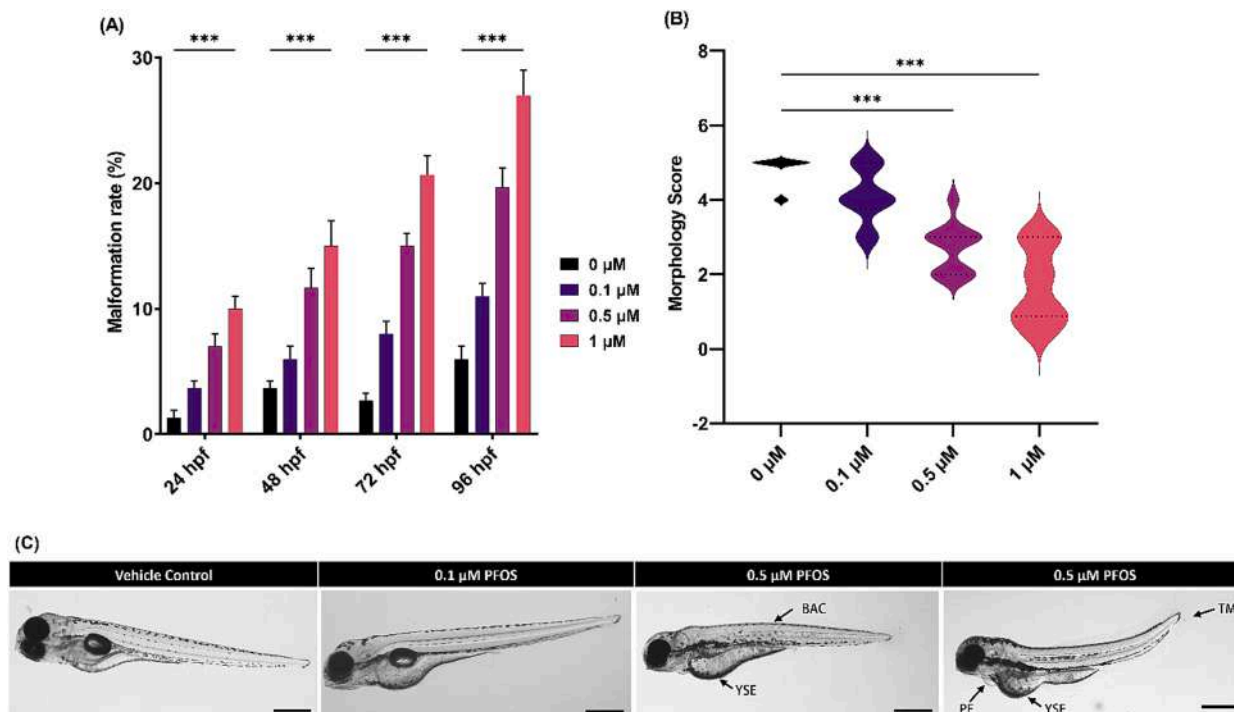 (A)
*** *** *** ***
Malformation rate (%)
30
20
10
0
24 hpf 48 hpf 72 hpf 96 hpf
0 µM
0.1 µM
0.5 µM
1 µM
(B)
***
***
Morphology Score
8
6
4
2
0
-2
0 µM 0.1 µM 0.5 µM 1 µM
(C)
Vehicle Control 0.1 µM PFOS 0.5 µM PFOS 0.5 µM PFOS
BAC
YSE
TM
PE
YSE